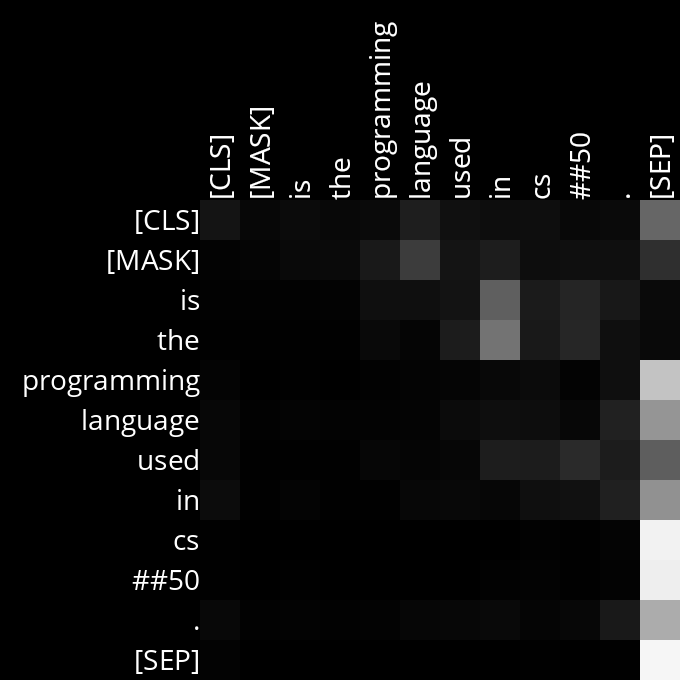 [CLS]
[MASK]
is
the
programming
language
used
in
cs
##50
.
[SEP]
[CLS]
[MASK]
is
the
programming
language
used
in
cs
##50
.
[SEP]